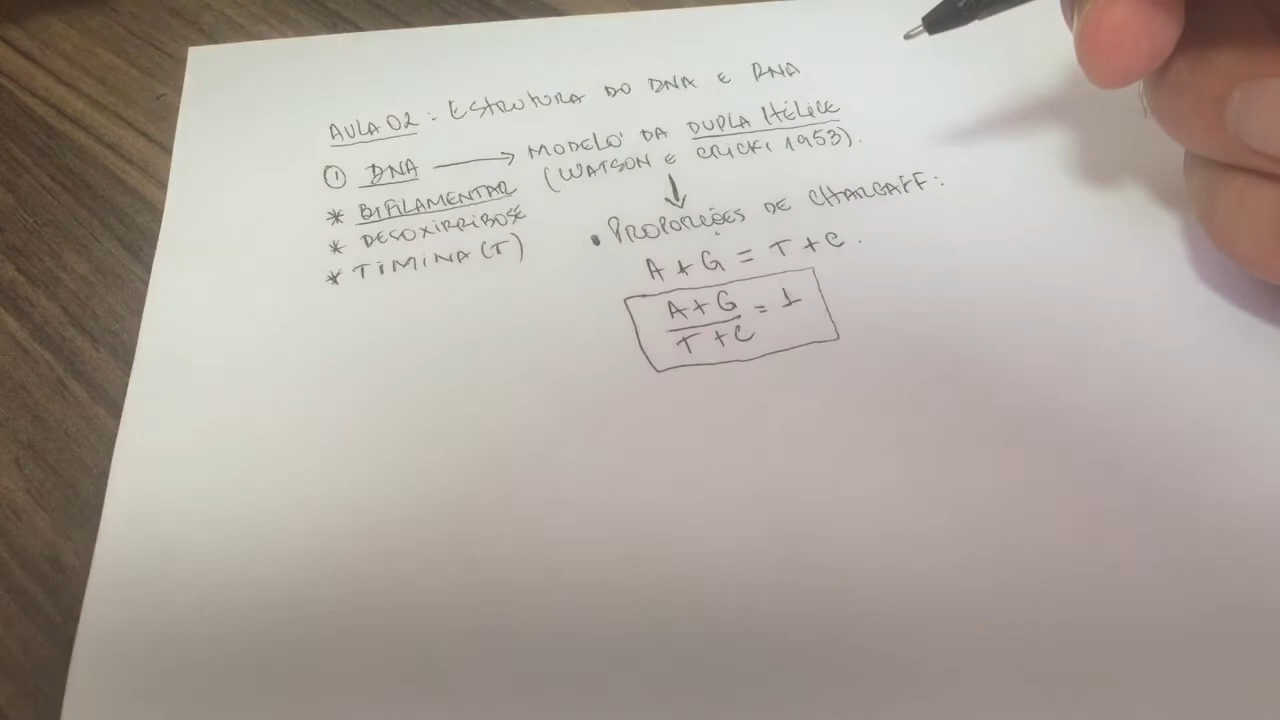 AULA 02: ESTRUTURA DO DNA E RNA
① DNA → MODELO DA DUPLA HÉLICE
(WATSON E CRICK, 1953).
* BIFILAMENTAR
* DESOXIRRIBOSE
* TIMINA (T)
↓
• PROPORÇÕES DE CHARGAFF:
A + G = T + C.
A + G / T + C = 1